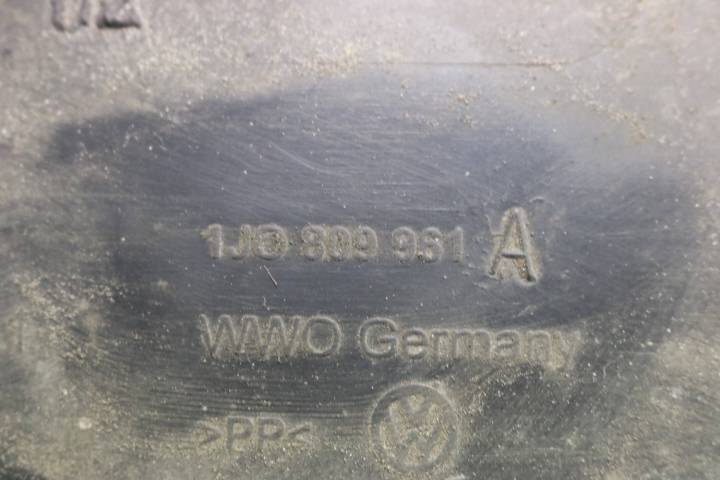 1J0 809 961 A
WWO Germany
>PP<